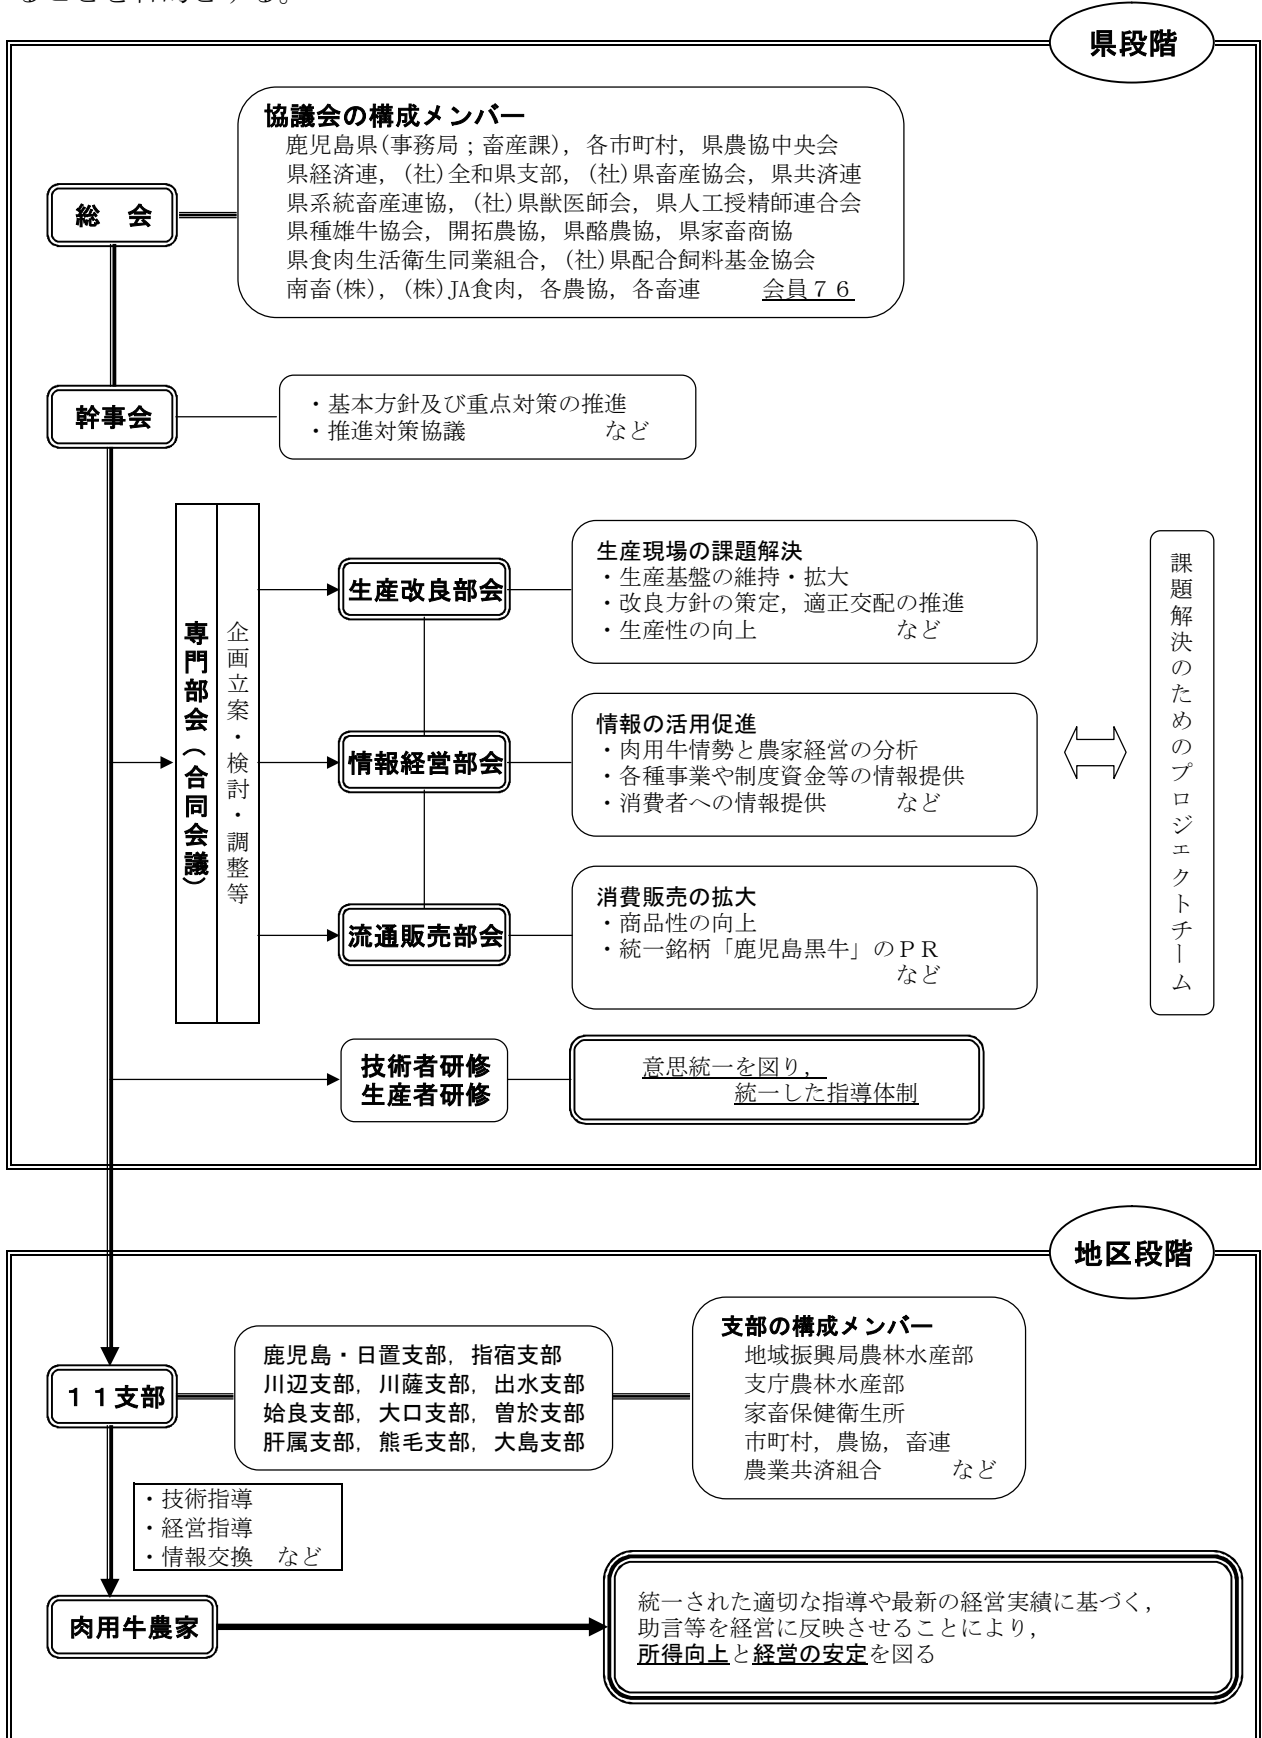 県段階
協議会の構成メンバー
鹿児島県(事務局；畜産課)，各市町村，県農協中央会
県経済連，(社)全和県支部，(社)県畜産協会，県共済連
県系統畜産連協，(社)県獣医師会，県人工授精師連合会
県種雄牛協会，開拓農協，県酪農協，県家畜商協
県食肉生活衛生同業組合，(社)県配合飼料基金協会
南畜(株)，(株)JA食肉，各農協，各畜連　　会員７６
総　会
幹事会
・基本方針及び重点対策の推進
・推進対策協議　　　　　　など
専門部会（合同会議）
企画立案・検討・調整等
生産改良部会
生産現場の課題解決
・生産基盤の維持・拡大
・改良方針の策定，適正交配の推進
・生産性の向上　　　　　　など
情報経営部会
情報の活用促進
・肉用牛情勢と農家経営の分析
・各種事業や制度資金等の情報提供
・消費者への情報提供　　　など
流通販売部会
消費販売の拡大
・商品性の向上
・統一銘柄「鹿児島黒牛」のＰＲ
など
課題解決のためのプロジェクトチーム
技術者研修
生産者研修
意思統一を図り，
統一した指導体制
地区段階
１１支部
鹿児島・日置支部，指宿支部
川辺支部，川薩支部，出水支部
姶良支部，大口支部，曽於支部
肝属支部，熊毛支部，大島支部
支部の構成メンバー
地域振興局農林水産部
支庁農林水産部
家畜保健衛生所
市町村，農協，畜連
農業共済組合　　　など
・技術指導
・経営指導
・情報交換　など
肉用牛農家
統一された適切な指導や最新の経営実績に基づく，
助言等を経営に反映させることにより，
所得向上と経営の安定を図る